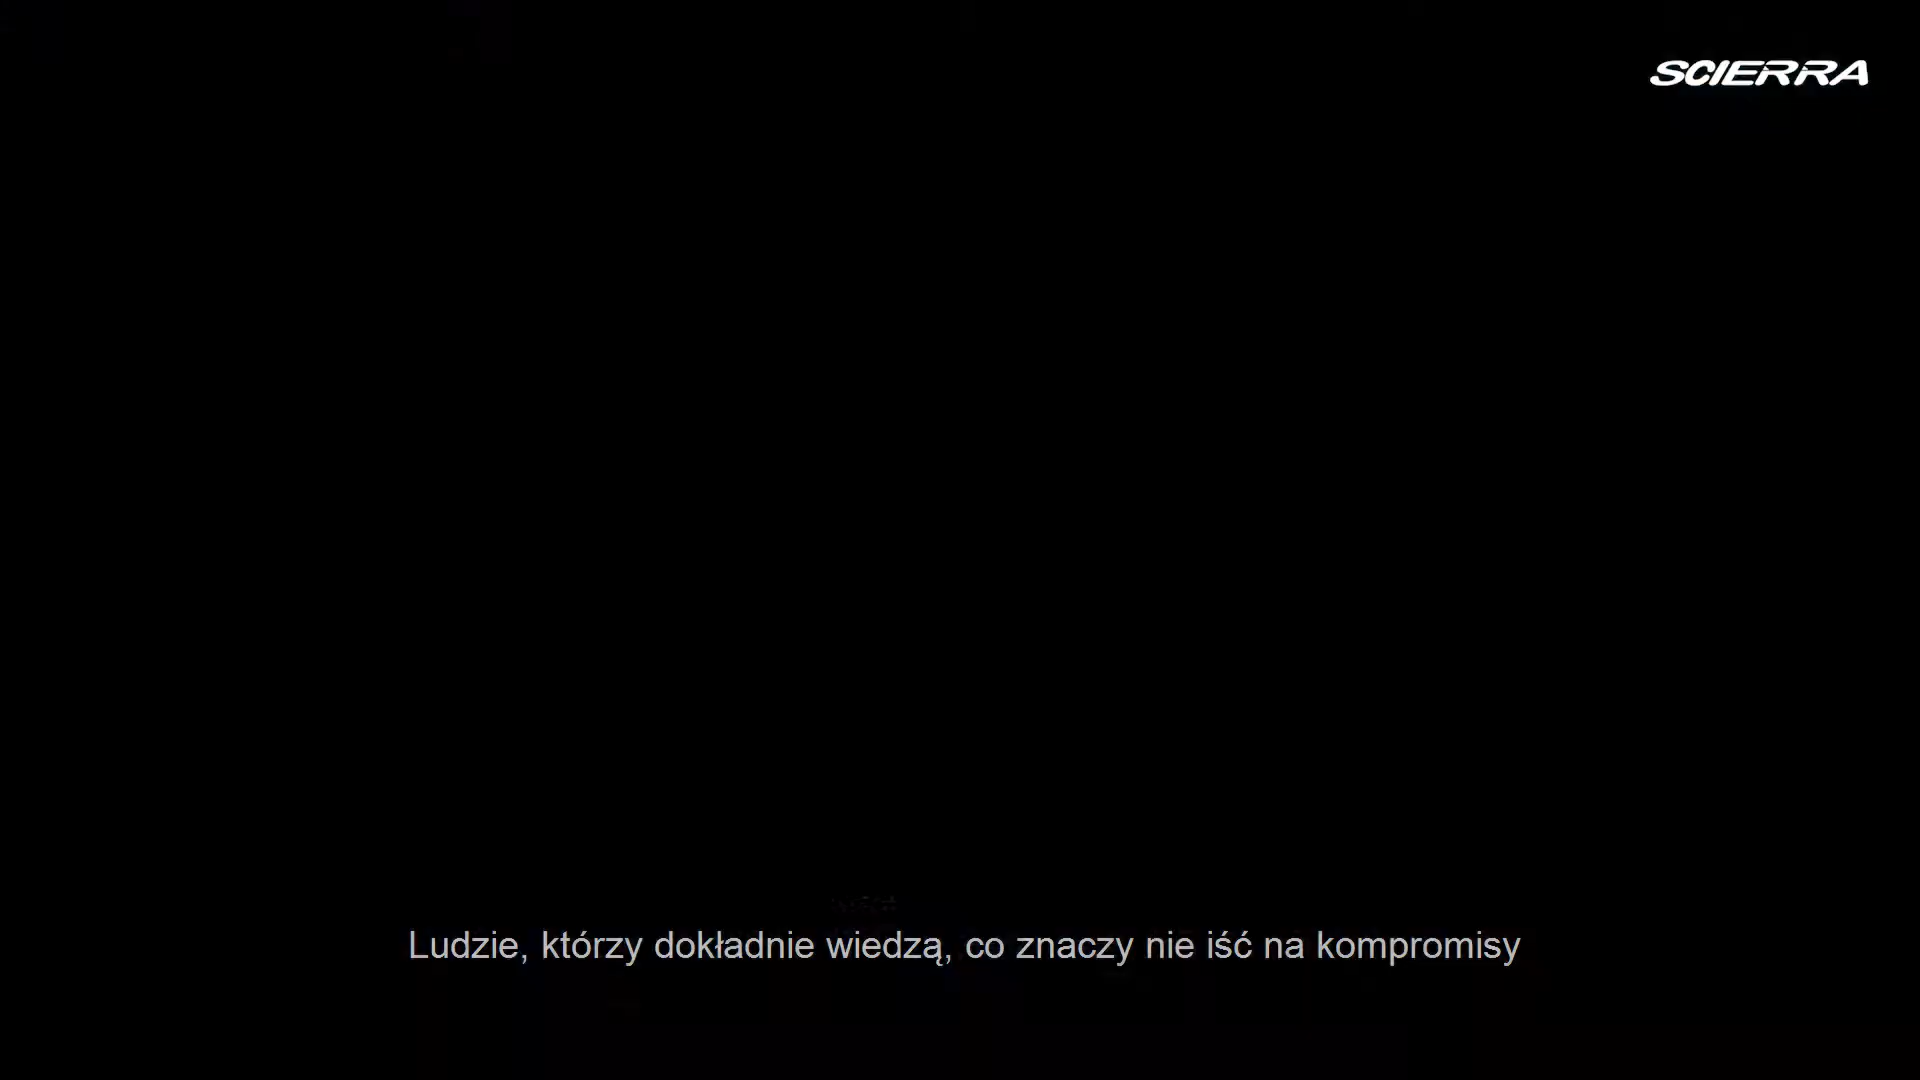 SCIERRA
Ludzie, którzy dokładnie wiedzą, co znaczy nie iść na kompromisy